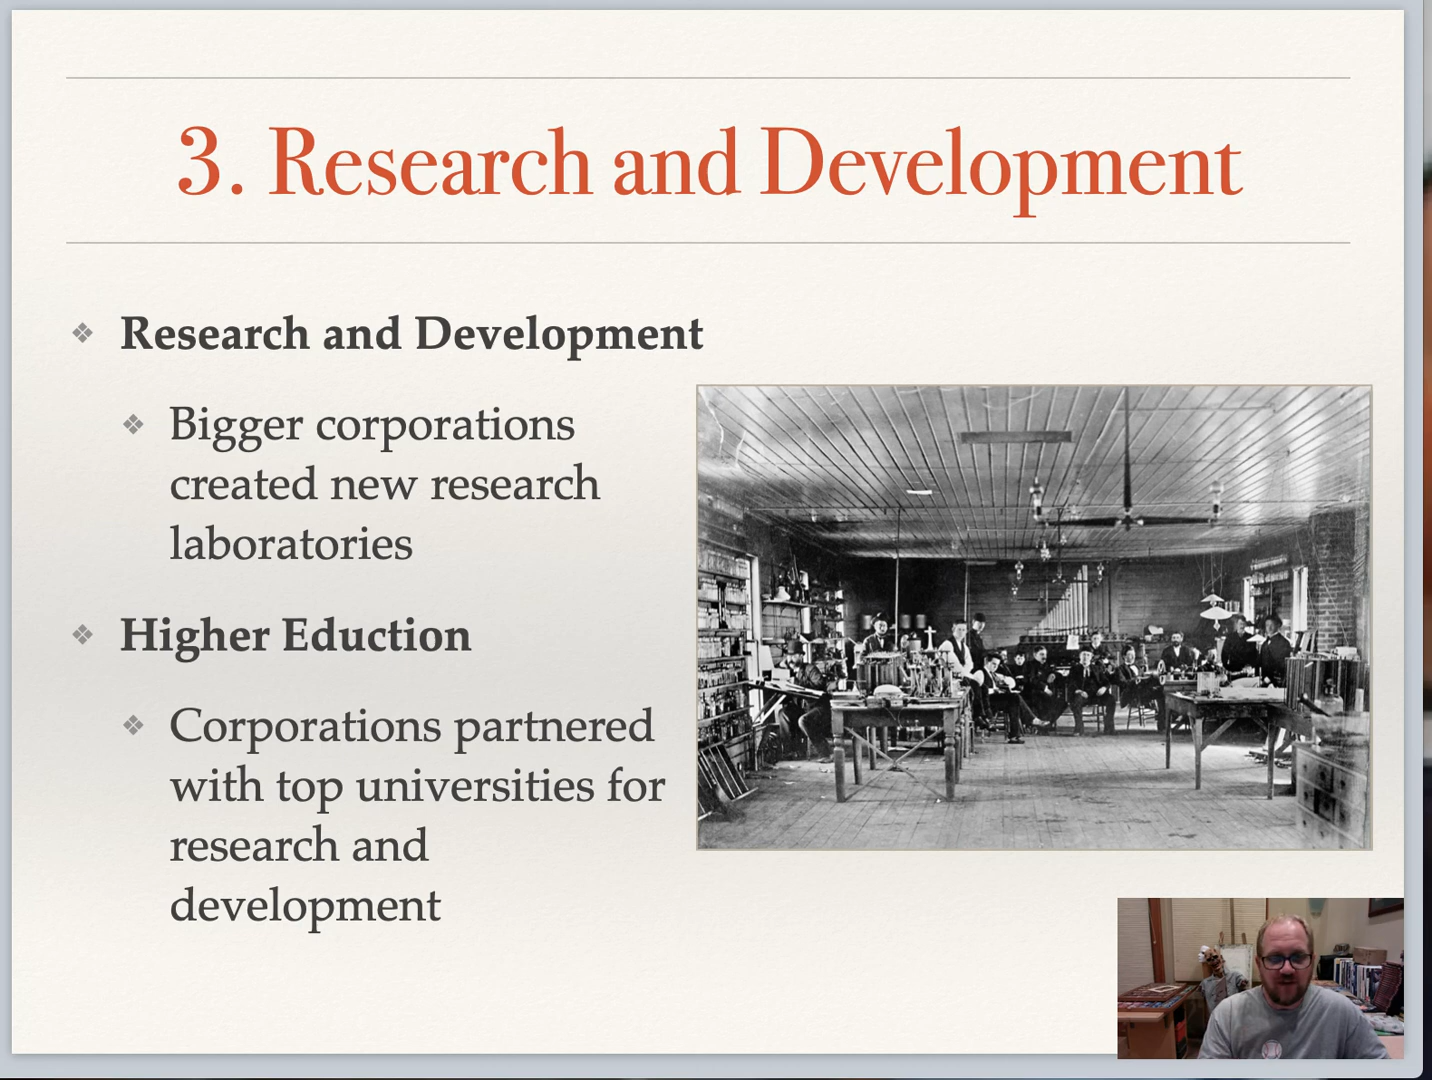 3. Research and Development
Research and Development
Bigger corporations
created new research
laboratories
Higher Eduction
Corporations partnered
with top universities for
research and
development